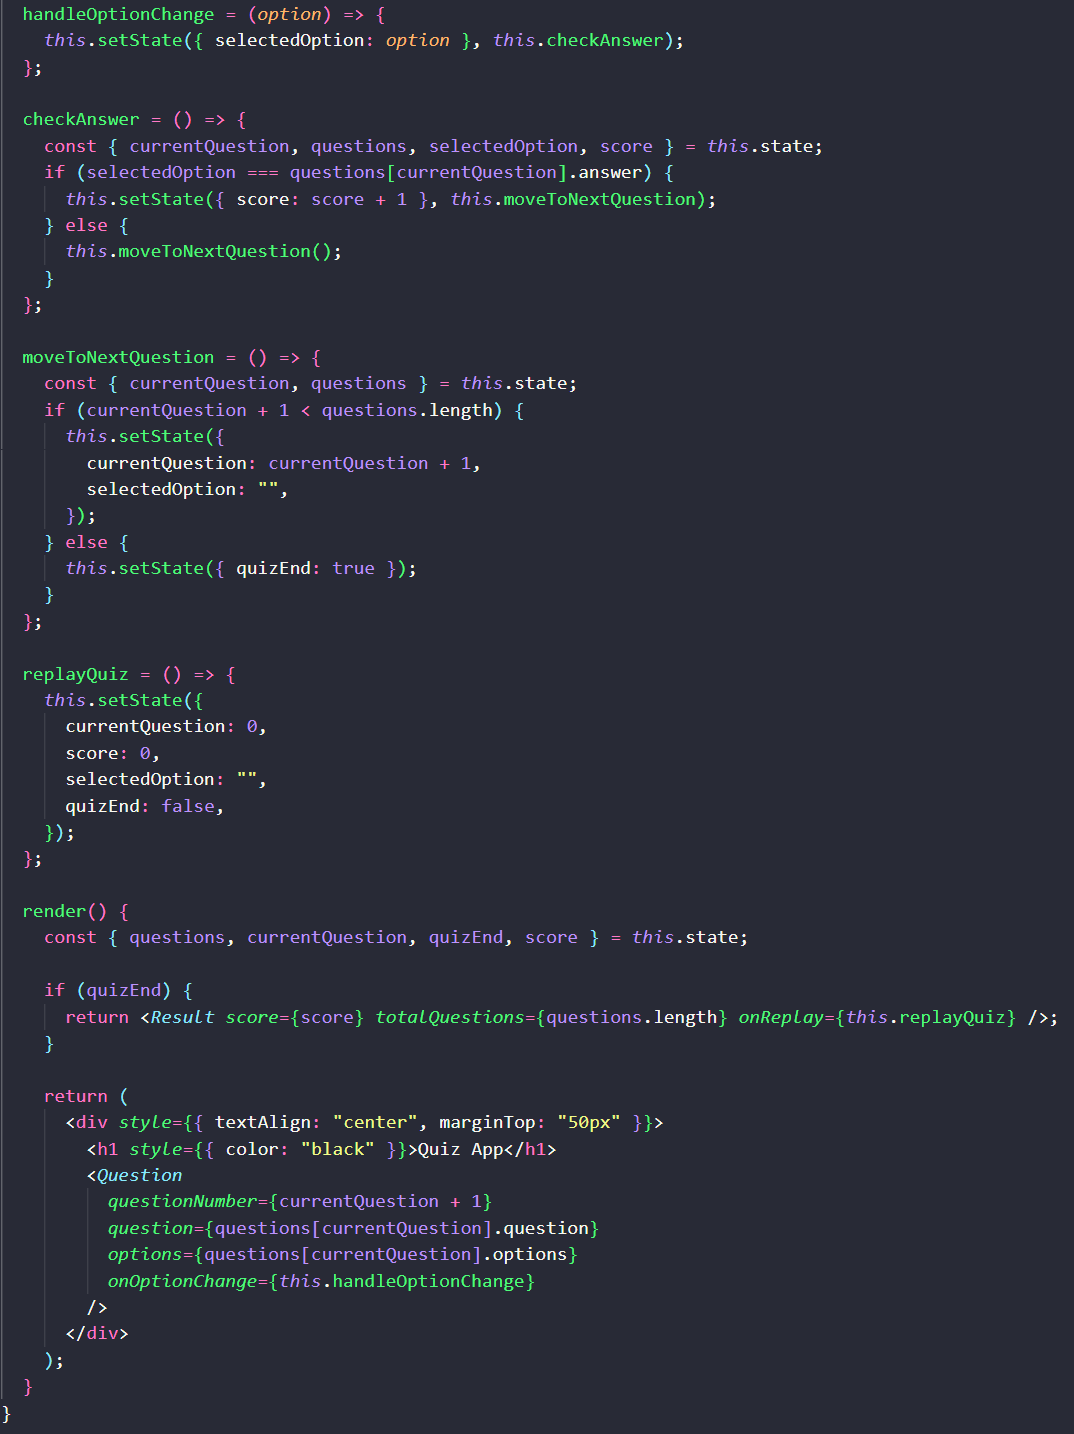 handleOptionChange = (option) => {
  this.setState({ selectedOption: option }, this.checkAnswer);
};

checkAnswer = () => {
  const { currentQuestion, questions, selectedOption, score } = this.state;
  if (selectedOption === questions[currentQuestion].answer) {
    this.setState({ score: score + 1 }, this.moveToNextQuestion);
  } else {
    this.moveToNextQuestion();
  }
};

moveToNextQuestion = () => {
  const { currentQuestion, questions } = this.state;
  if (currentQuestion + 1 < questions.length) {
    this.setState({
      currentQuestion: currentQuestion + 1,
      selectedOption: "",
    });
  } else {
    this.setState({ quizEnd: true });
  }
};

replayQuiz = () => {
  this.setState({
    currentQuestion: 0,
    score: 0,
    selectedOption: "",
    quizEnd: false,
  });
};

render() {
  const { questions, currentQuestion, quizEnd, score } = this.state;

  if (quizEnd) {
    return <Result score={score} totalQuestions={questions.length} onReplay={this.replayQuiz} />;
  }

  return (
    <div style={{ textAlign: "center", marginTop: "50px" }}>
      <h1 style={{ color: "black" }}>Quiz App</h1>
      <Question
        questionNumber={currentQuestion + 1}
        question={questions[currentQuestion].question}
        options={questions[currentQuestion].options}
        onOptionChange={this.handleOptionChange}
      />
    </div>
  );
}
}